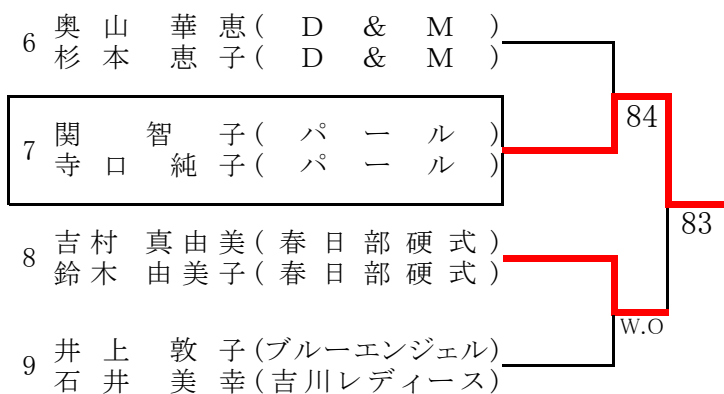 6 奥山 華恵(D & M)
杉本 恵子(D & M)
84
7 関 智子(パール)
寺口 純子(パール)
83
8 吉村 真由美(春日部硬式)
鈴木 由美子(春日部硬式)
W.O
9 井上 敦子(ブルーエンジェル)
石井 美幸(吉川レディース)